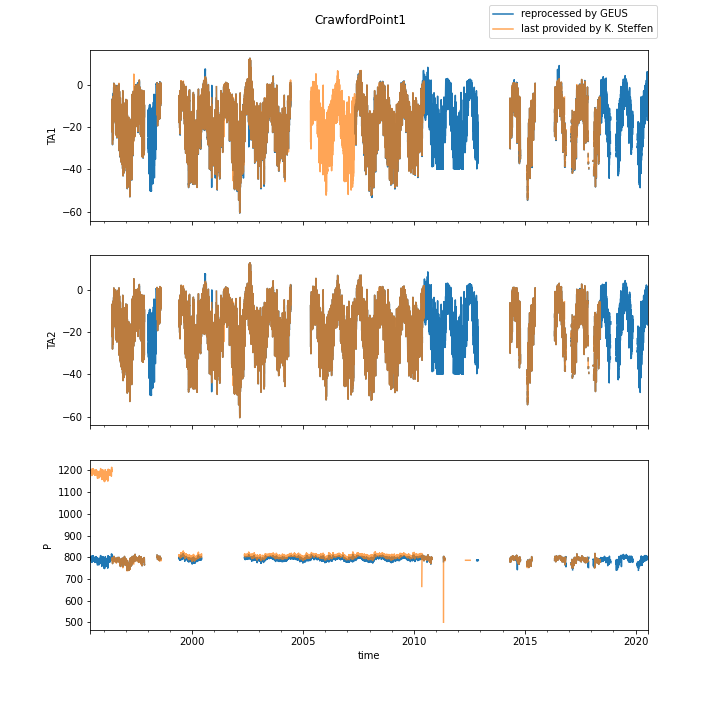 CrawfordPoint1
reprocessed by GEUS
last provided by K. Steffen
0
−20
−40
−60
TA1
0
−20
−40
−60
TA2
1200
1100
1000
900
800
700
600
500
P
2000 2005 2010 2015 2020
time